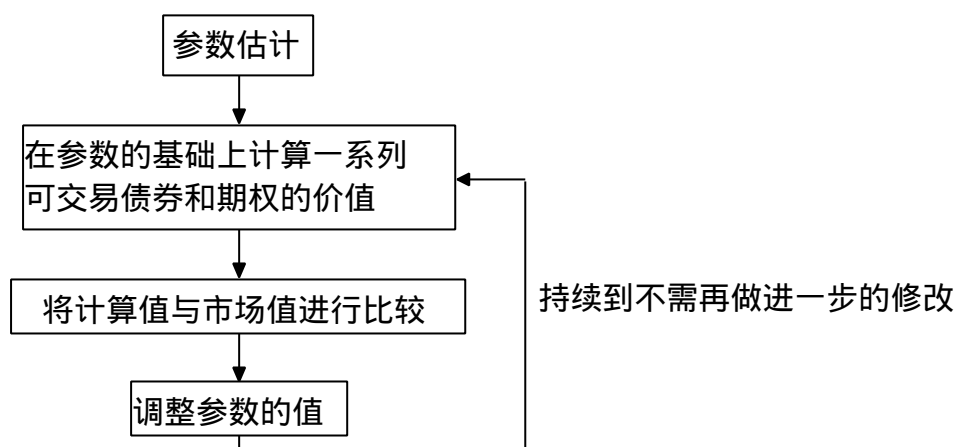 参数估计
在参数的基础上计算一系列
可交易债券和期权的价值
将计算值与市场值进行比较
持续到不需再做进一步的修改
调整参数的值